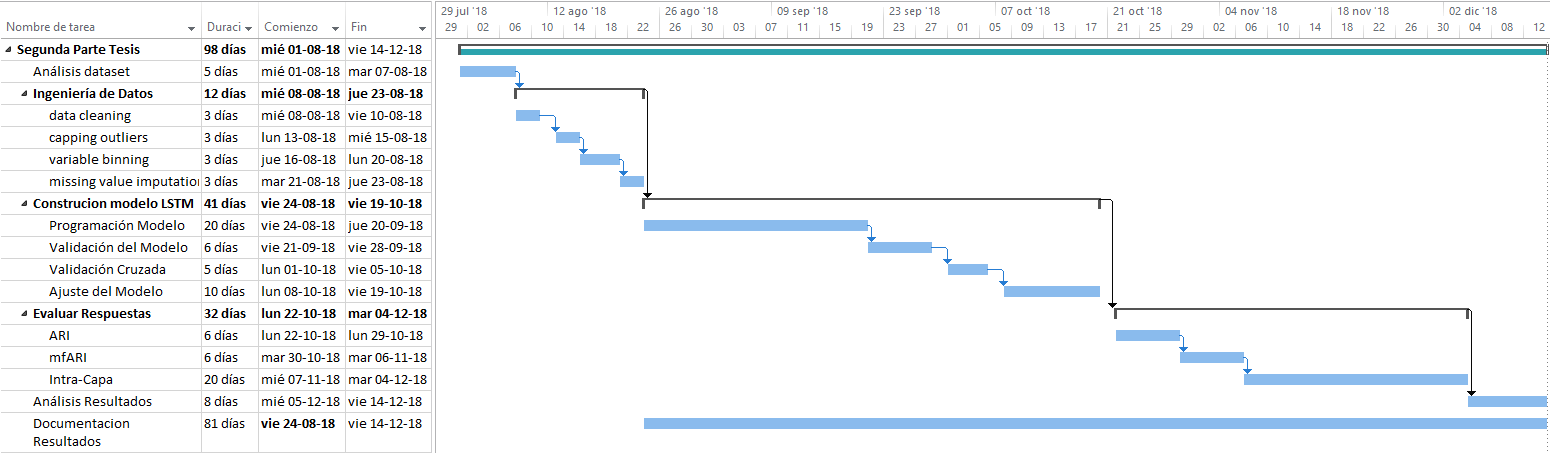 29 jul '18 12 ago '18 26 ago '18 09 sep '18 23 sep '18 07 oct '18 21 oct '18 04 nov '18 18 nov '18 02 dic '18
Nombre de tarea Duraci Comienzo Fin 29 02 06 10 14 18 22 26 30 03 07 11 15 19 23 27 01 05 09 13 17 21 25 29 02 06 10 14 18 22 26 30 04 08 12
Segunda Parte Tesis 98 días mié 01-08-18 vie 14-12-18
Análisis dataset 5 días mié 01-08-18 mar 07-08-18
Ingeniería de Datos 12 días mié 08-08-18 jue 23-08-18
data cleaning 3 días mié 08-08-18 vie 10-08-18
capping outliers 3 días lun 13-08-18 mié 15-08-18
variable binning 3 días jue 16-08-18 lun 20-08-18
missing value imputation 3 días mar 21-08-18 jue 23-08-18
Construcion modelo LSTM 41 días vie 24-08-18 vie 19-10-18
Programación Modelo 20 días vie 24-08-18 jue 20-09-18
Validación del Modelo 6 días vie 21-09-18 vie 28-09-18
Validación Cruzada 5 días lun 01-10-18 vie 05-10-18
Ajuste del Modelo 10 días lun 08-10-18 vie 19-10-18
Evaluar Respuestas 32 días lun 22-10-18 mar 04-12-18
ARI 6 días lun 22-10-18 lun 29-10-18
mfARI 6 días mar 30-10-18 mar 06-11-18
Intra-Capa 20 días mié 07-11-18 mar 04-12-18
Análisis Resultados 8 días mié 05-12-18 vie 14-12-18
Documentacion 81 días vie 24-08-18 vie 14-12-18
Resultados